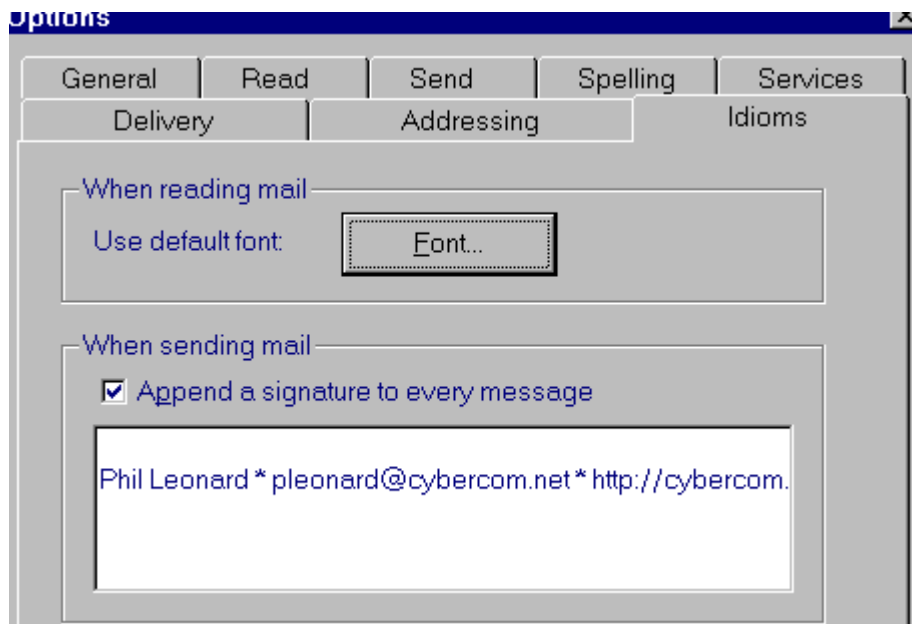 Options
General Read Send Spelling Services
Delivery Addressing Idioms
When reading mail
Use default font: Font...
When sending mail
Append a signature to every message
Phil Leonard * pleonard@cybercom.net * http://cybercom.